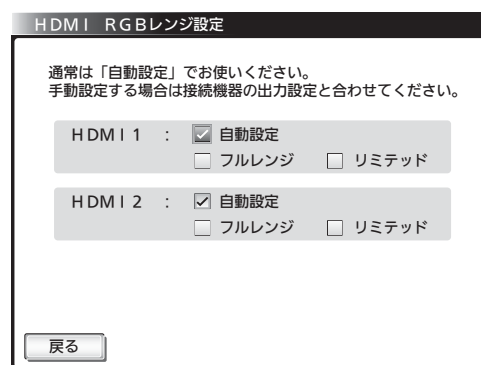 HDMI RGBレンジ設定
通常は「自動設定」でお使いください。
手動設定する場合は接続機器の出力設定と合わせてください。
HDMI1 : 自動設定
フルレンジ リミテッド
HDMI2 : 自動設定
フルレンジ リミテッド
戻る